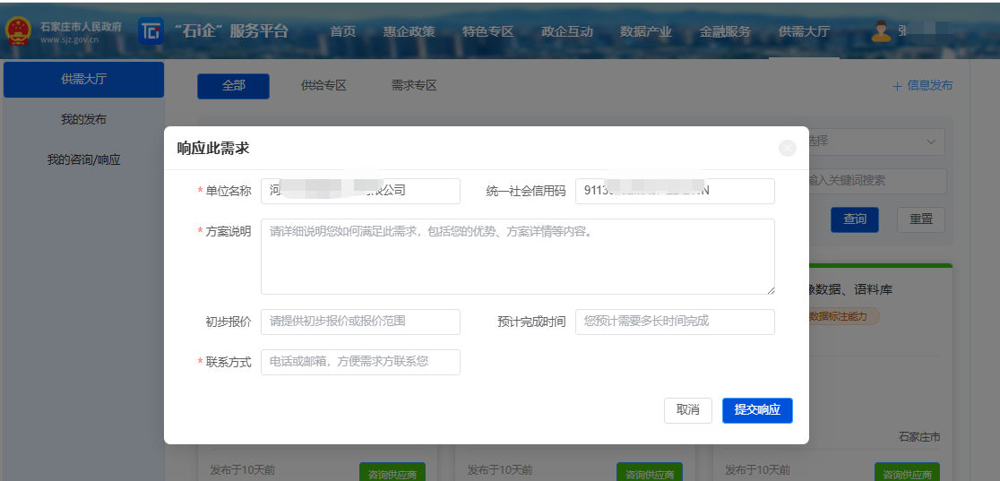 石家庄市人民政府
www.sjz.gov.cn
TCI
“石i企”服务平台
首页 惠企政策 特色专区 政企互动 数据产业 金融服务 供需大厅
供需大厅
我的发布
我的咨询/响应
全部 供给专区 需求专区 + 信息发布
选择
输入关键词搜索
查询 重置
响应此需求
* 单位名称 河 有限公司 统一社会信用码 9113 N
* 方案说明 请详细说明您如何满足此需求，包括您的优势、方案详情等内容。
初步报价 请提供初步报价或报价范围 预计完成时间 您预计需要多长时间完成
* 联系方式 电话或邮箱，方便需求方联系您
取消 提交响应
像数据、语料库
数据标注能力
石家庄市
发布于10天前 咨询供应商 发布于10天前 咨询供应商 发布于10天前 咨询供应商